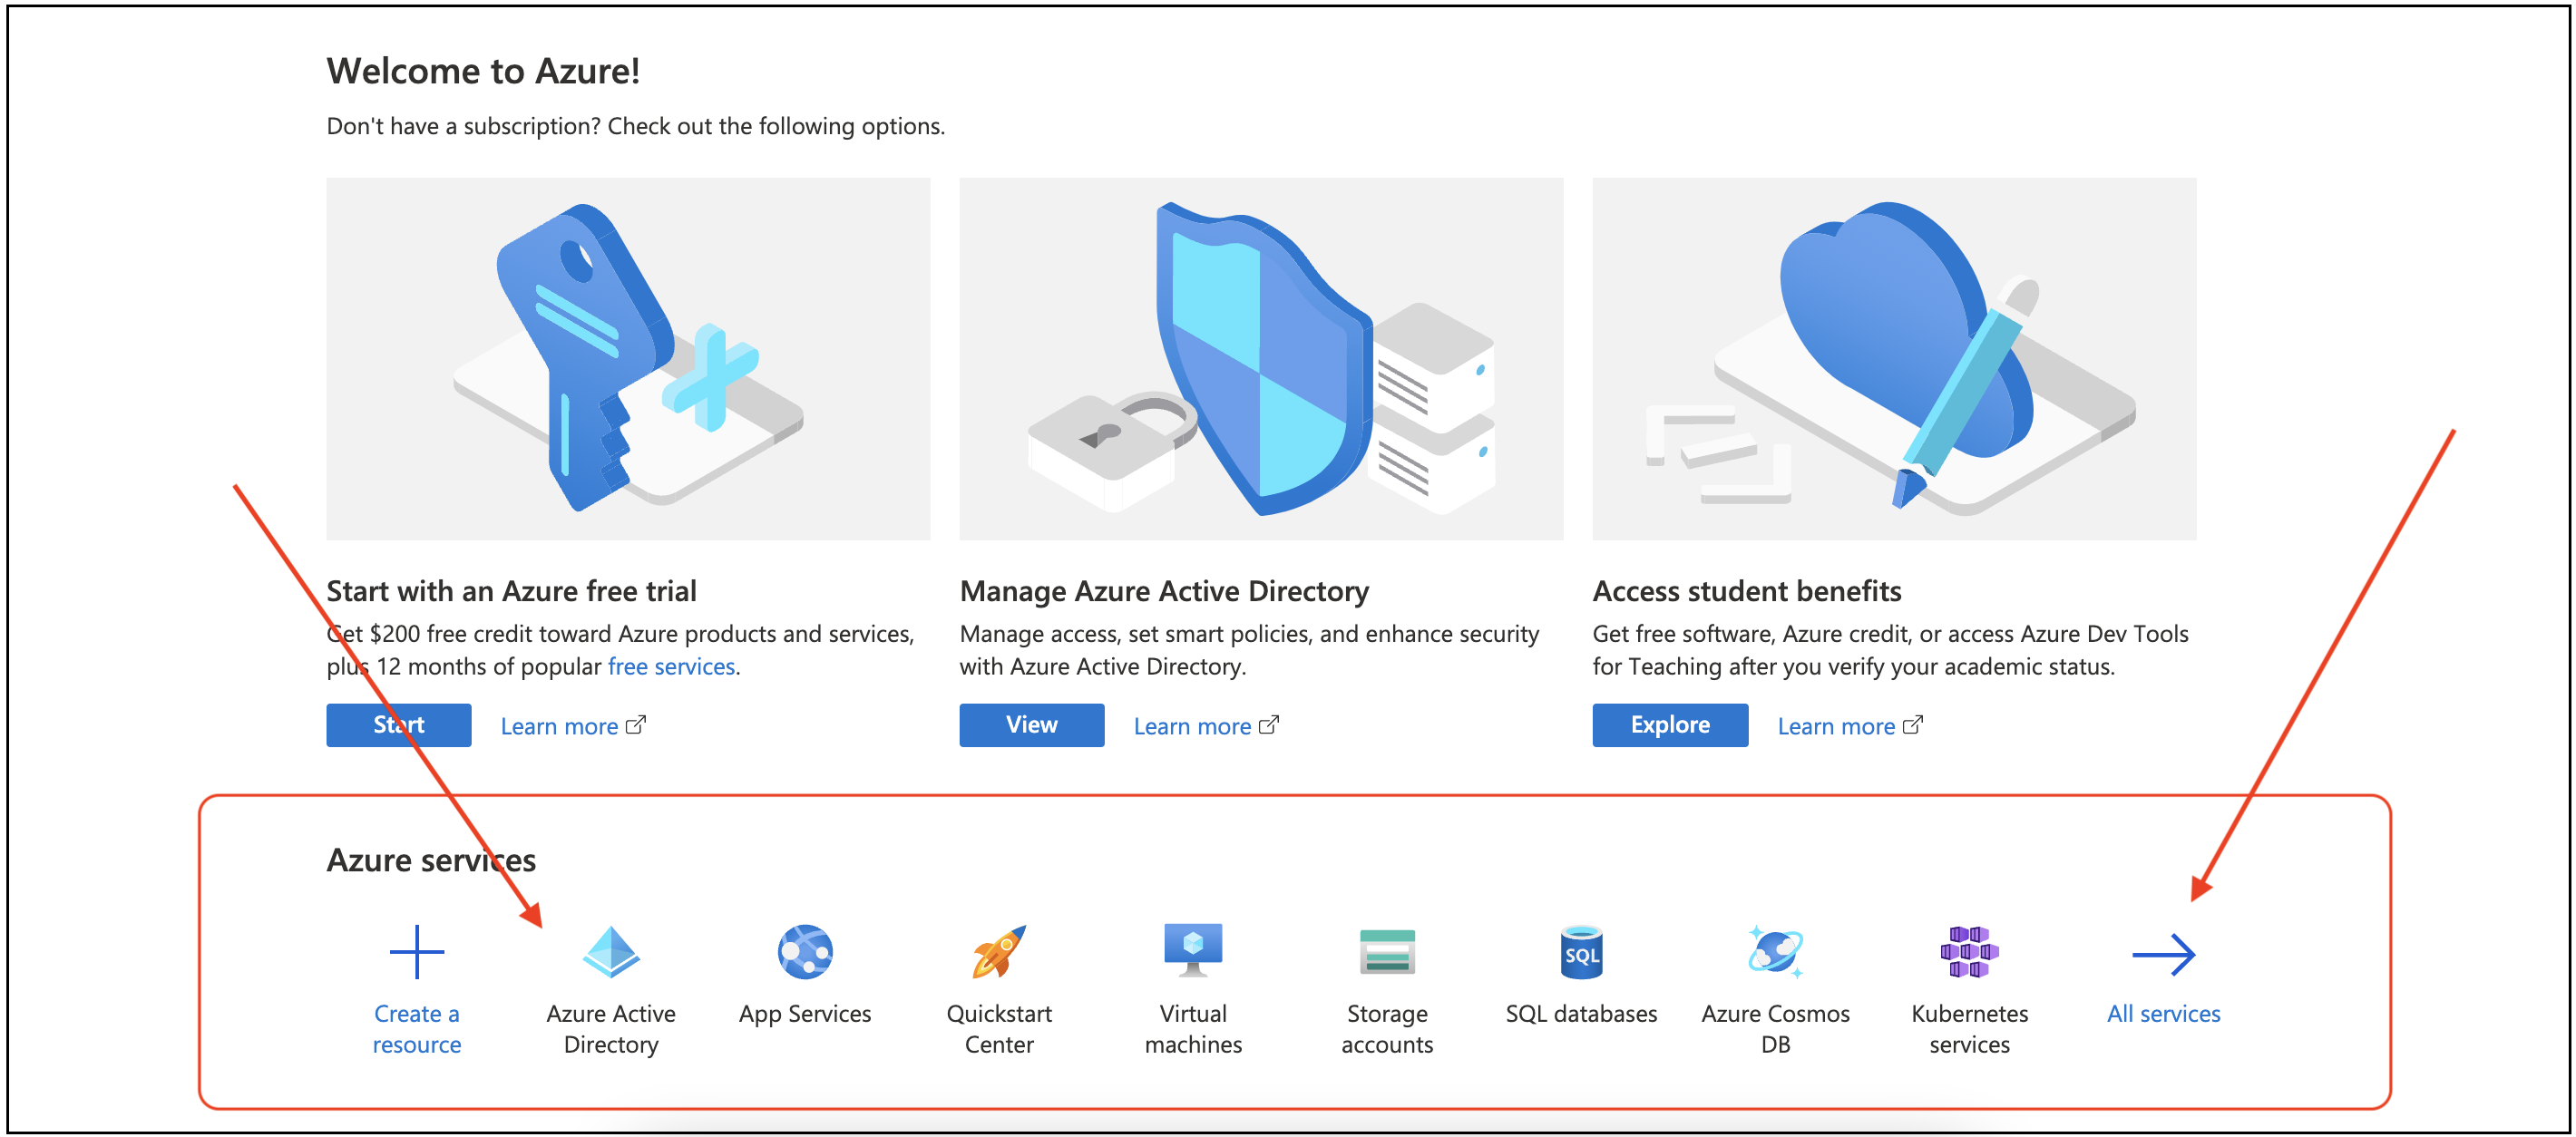 Welcome to Azure!
Don't have a subscription? Check out the following options.
Start with an Azure free trial
Get $200 free credit toward Azure products and services,
plus 12 months of popular free services.
Start
Learn more
Manage Azure Active Directory
Manage access, set smart policies, and enhance security
with Azure Active Directory.
View
Learn more
Access student benefits
Get free software, Azure credit, or access Azure Dev Tools
for Teaching after you verify your academic status.
Explore
Learn more
Azure services
Create a
resource
Azure Active
Directory
App Services
Quickstart
Center
Virtual
machines
Storage
accounts
SQL
SQL databases
Azure Cosmos
DB
Kubernetes
services
All services